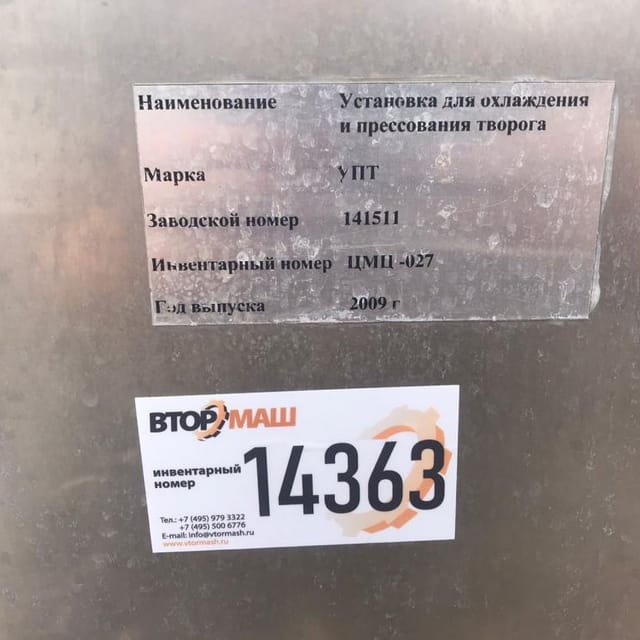 Наименование Установка для охлаждения
и прессования творога
Марка УПТ
Заводской номер 141511
Инвентарный номер ЦМЦ -027
Год выпуска 2009 г
ВТОРМАШ
инвентарный
номер
14363
Тел.: +7 (495) 979 3322
+7 (495) 500 6776
E-mail: info@vtormash.ru
www.vtormash.ru